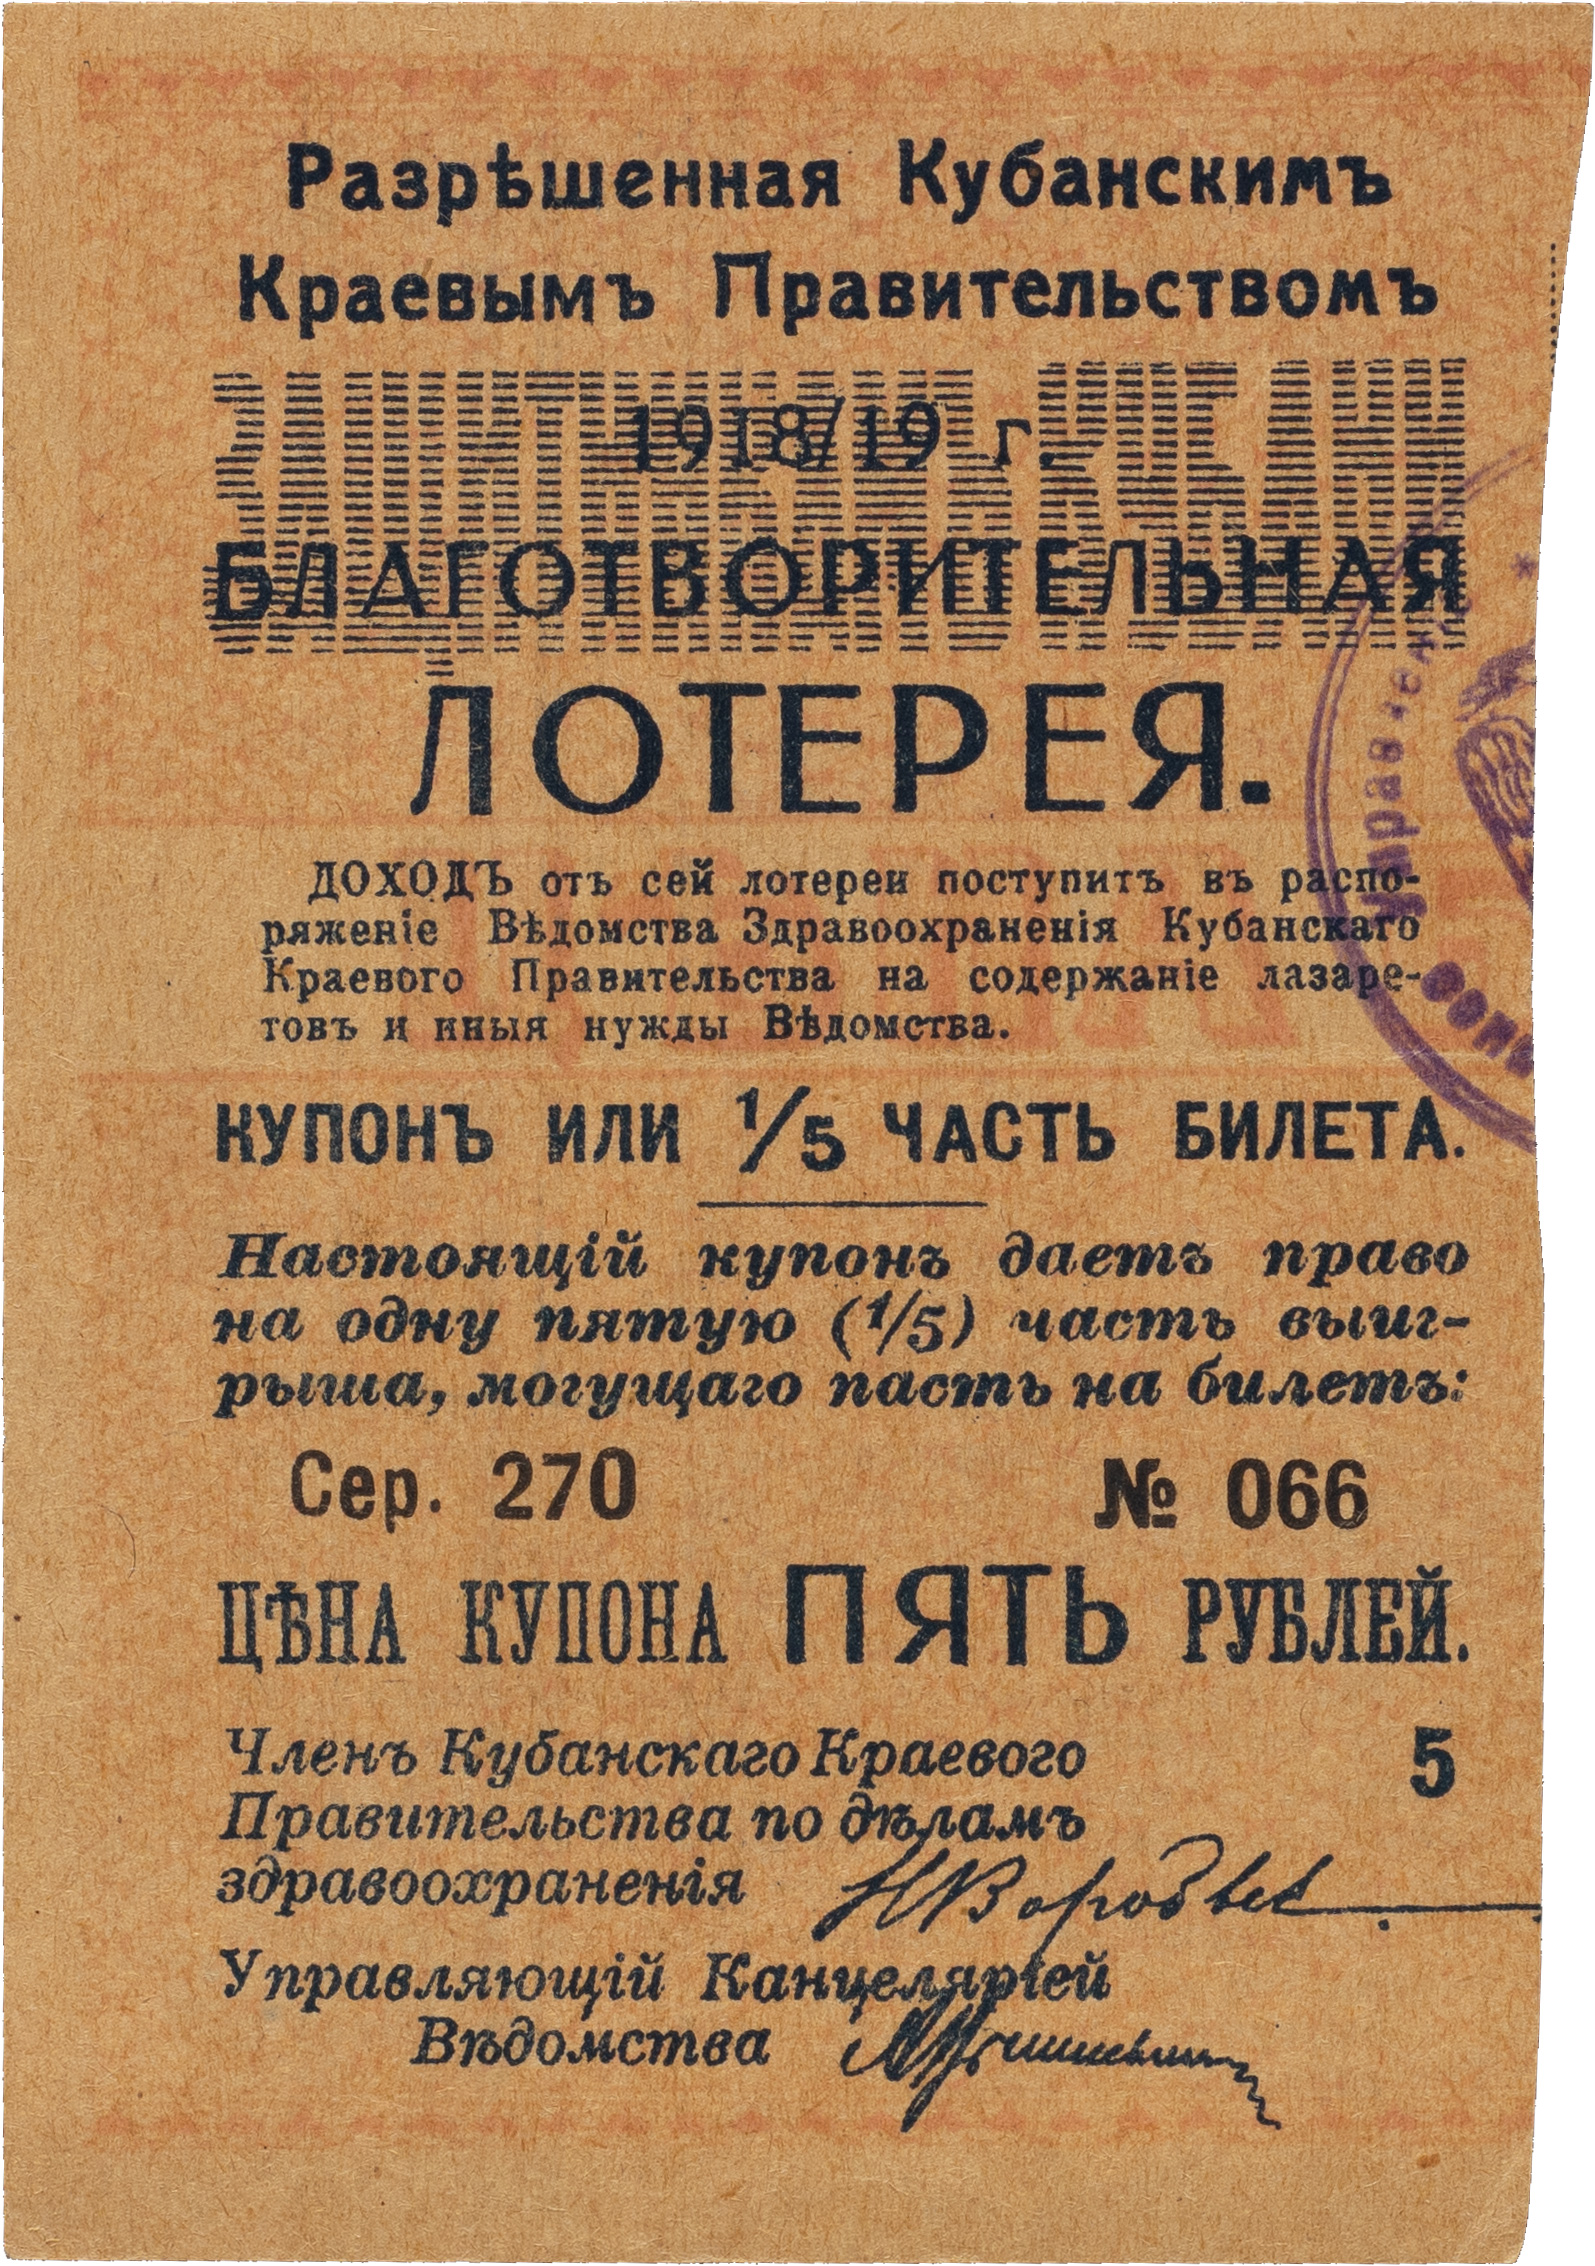 Разрѣшенная Кубанскимъ
Краевымъ Правительствомъ
ЗАЩИТНИКАМЪ КУБАНИ
1918/19 г.
БЛАГОТВОРИТЕЛЬНАЯ
ЛОТЕРЕЯ.
ДОХОДЪ отъ сей лотереи поступитъ въ распо-
ряженіе Вѣдомства Здравоохраненія Кубанскаго
Краевого Правительства на содержаніе лазаре-
товъ и иныя нужды Вѣдомства.
КУПОНЪ ИЛИ 1/5 ЧАСТЬ БИЛЕТА.
Настоящій купонъ даетъ право
на одну пятую (1/5) часть выиг-
рыша, могущаго пасть на билетъ:
Сер. 270 № 066
ЦѢНА КУПОНА ПЯТЬ РУБЛЕЙ.
Членъ Кубанскаго Краевого 5
Правительства по дѣламъ
здравоохраненія
Управляющій Канцеляріей
Вѣдомства